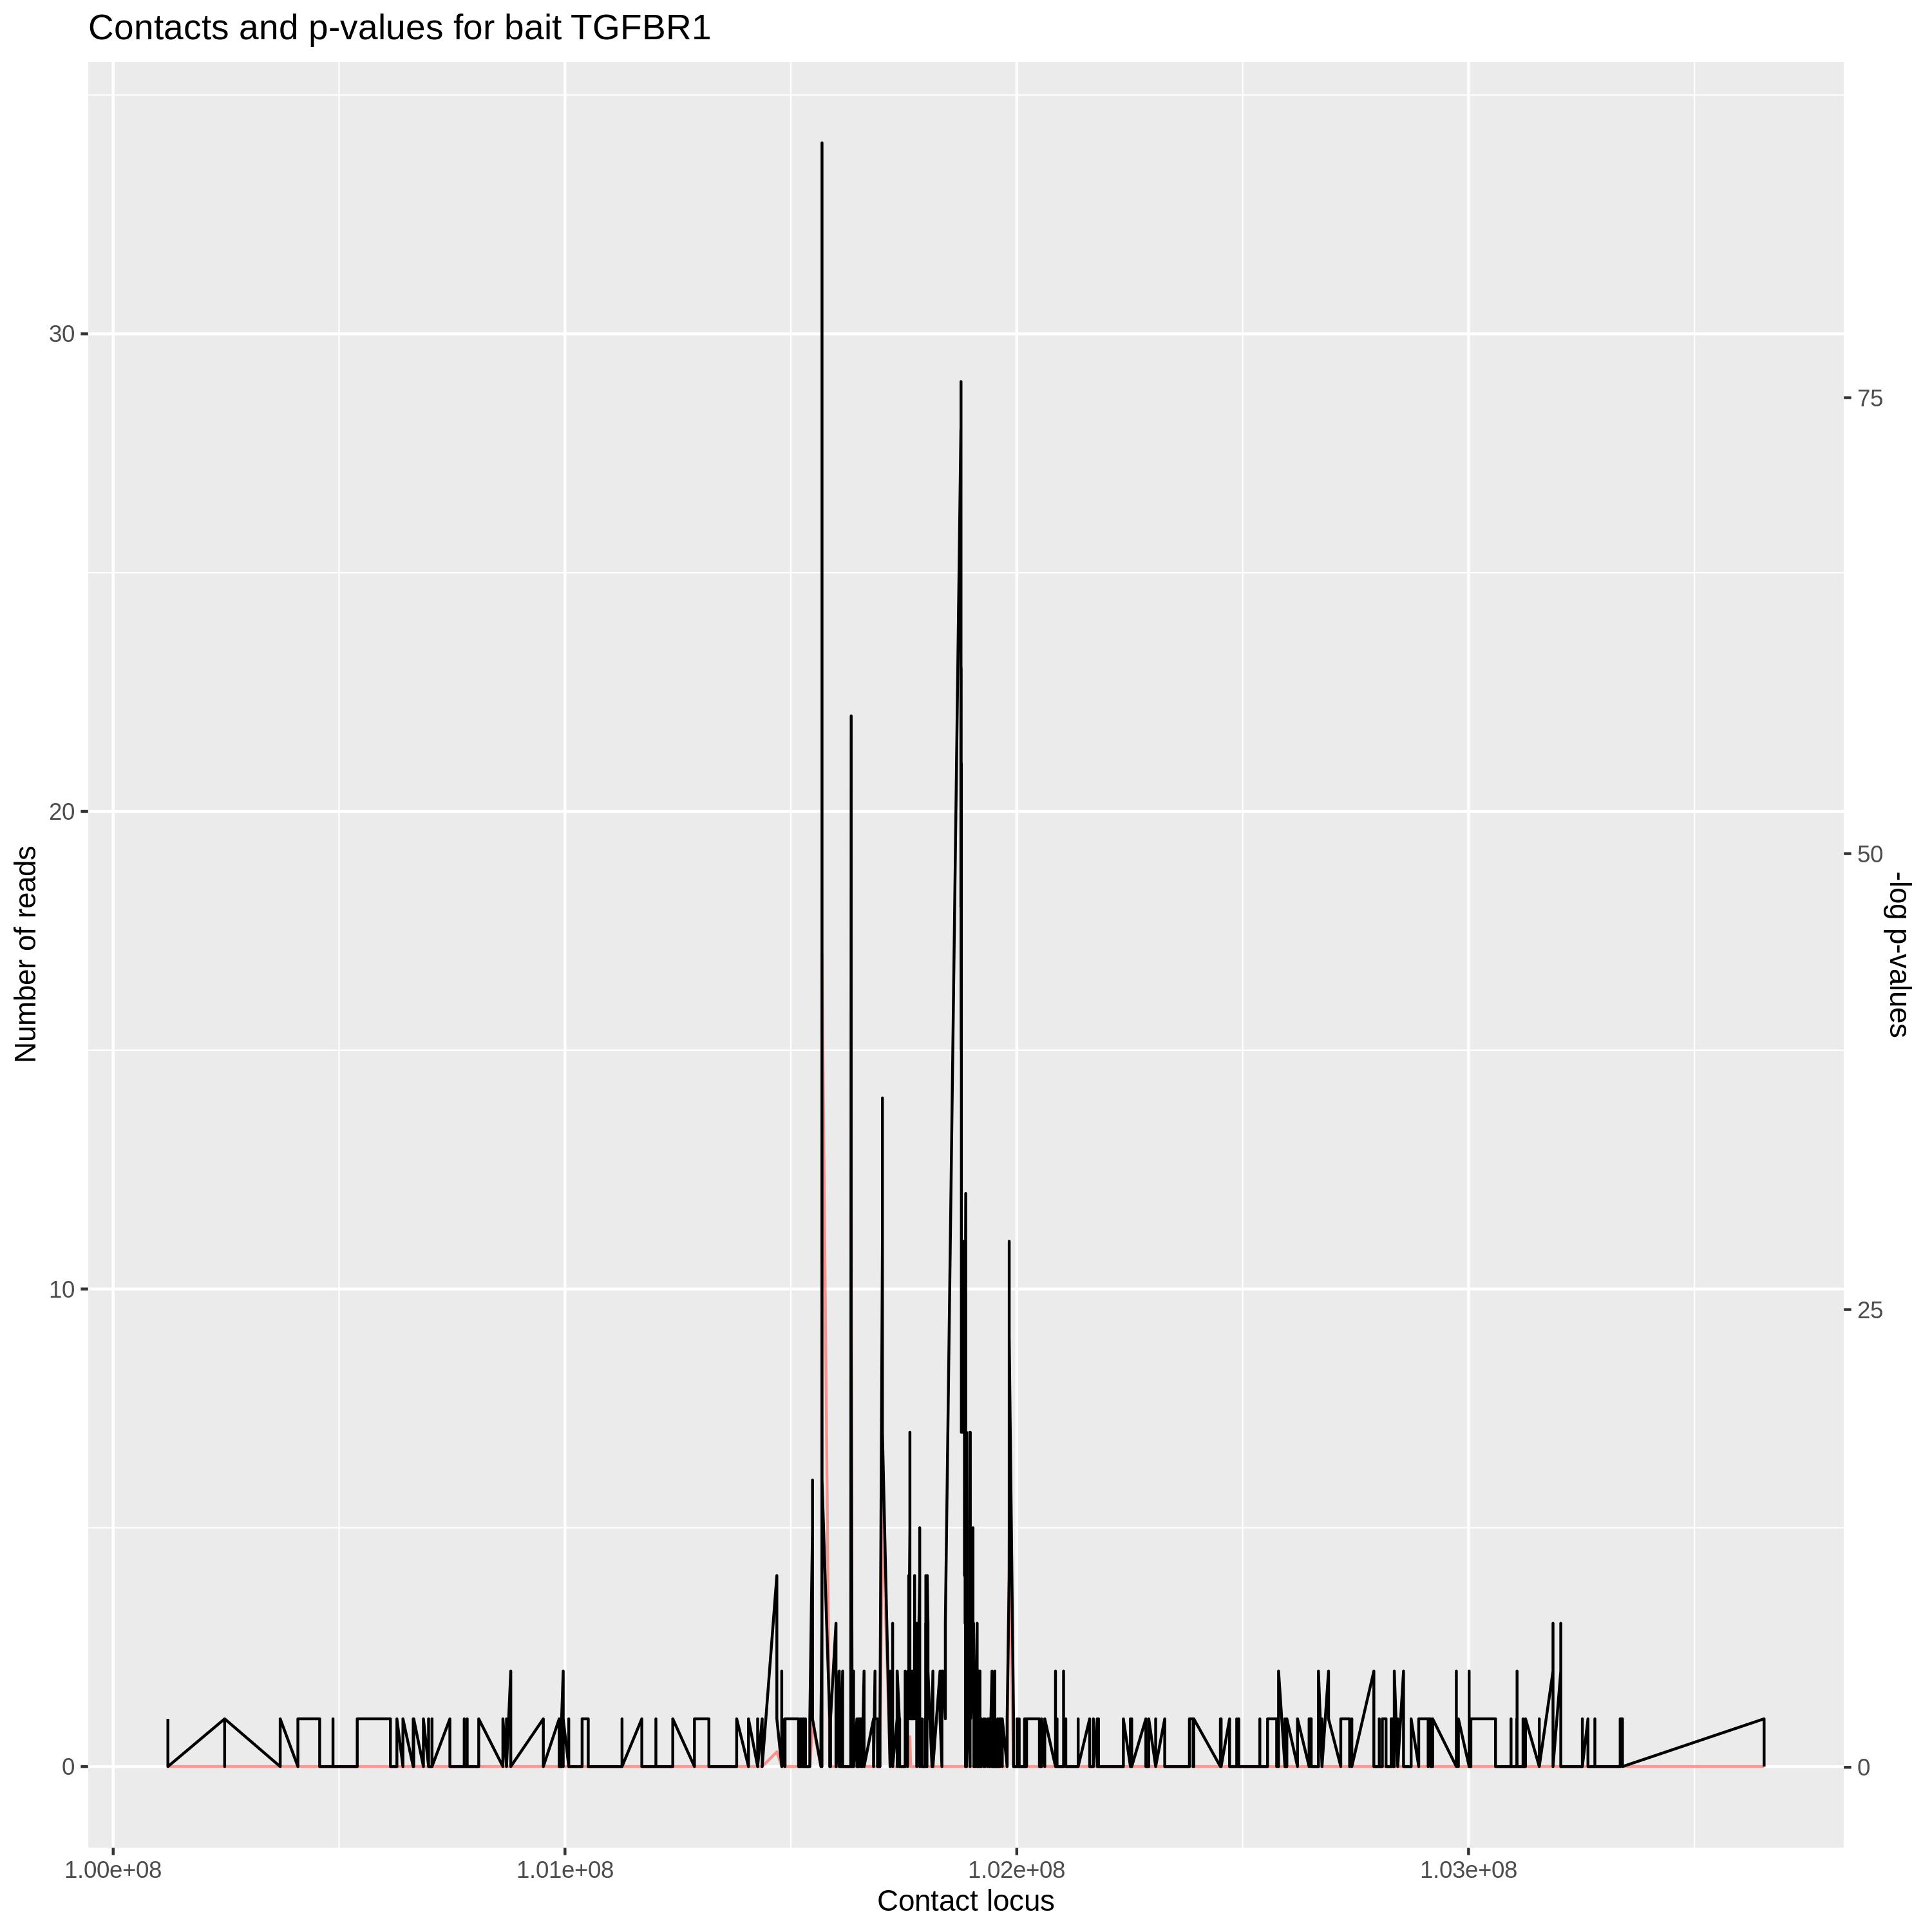 Contacts and p-values for bait TGFBR1
30
20
10
0
Number of reads
75
50
25
0
-log p-values
1.00e+08
1.01e+08
1.02e+08
1.03e+08
Contact locus